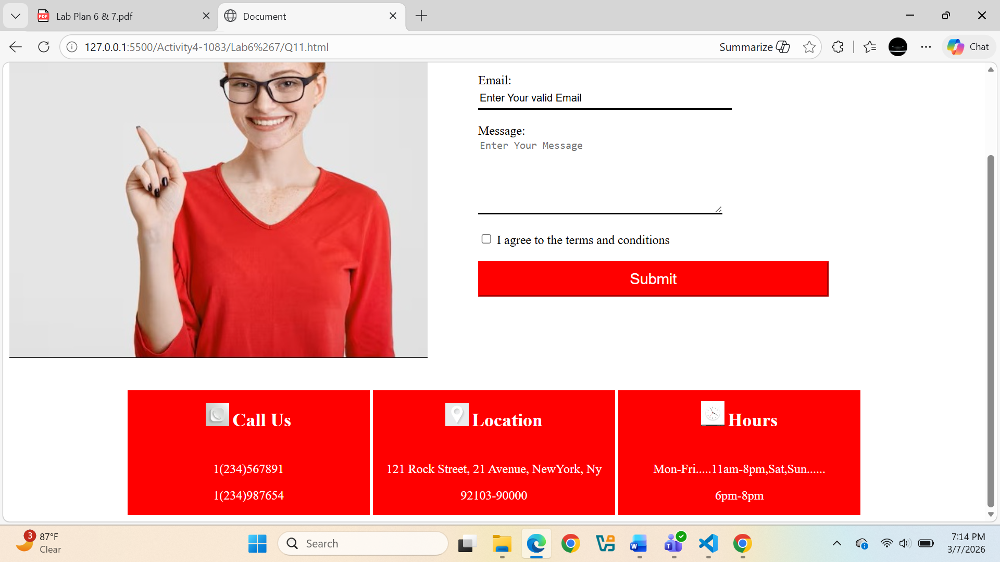 Lab Plan 6 & 7.pdf
Document
127.0.0.1:5500/Activity4-1083/Lab6%267/Q11.html
Summarize
Chat
Email:
Enter Your valid Email
Message:
Enter Your Message
I agree to the terms and conditions
Submit
Call Us
1(234)567891
1(234)987654
Location
121 Rock Street, 21 Avenue, NewYork, Ny
92103-90000
Hours
Mon-Fri.....11am-8pm,Sat,Sun......
6pm-8pm
3
87°F
Clear
Search
7:14 PM
3/7/2026